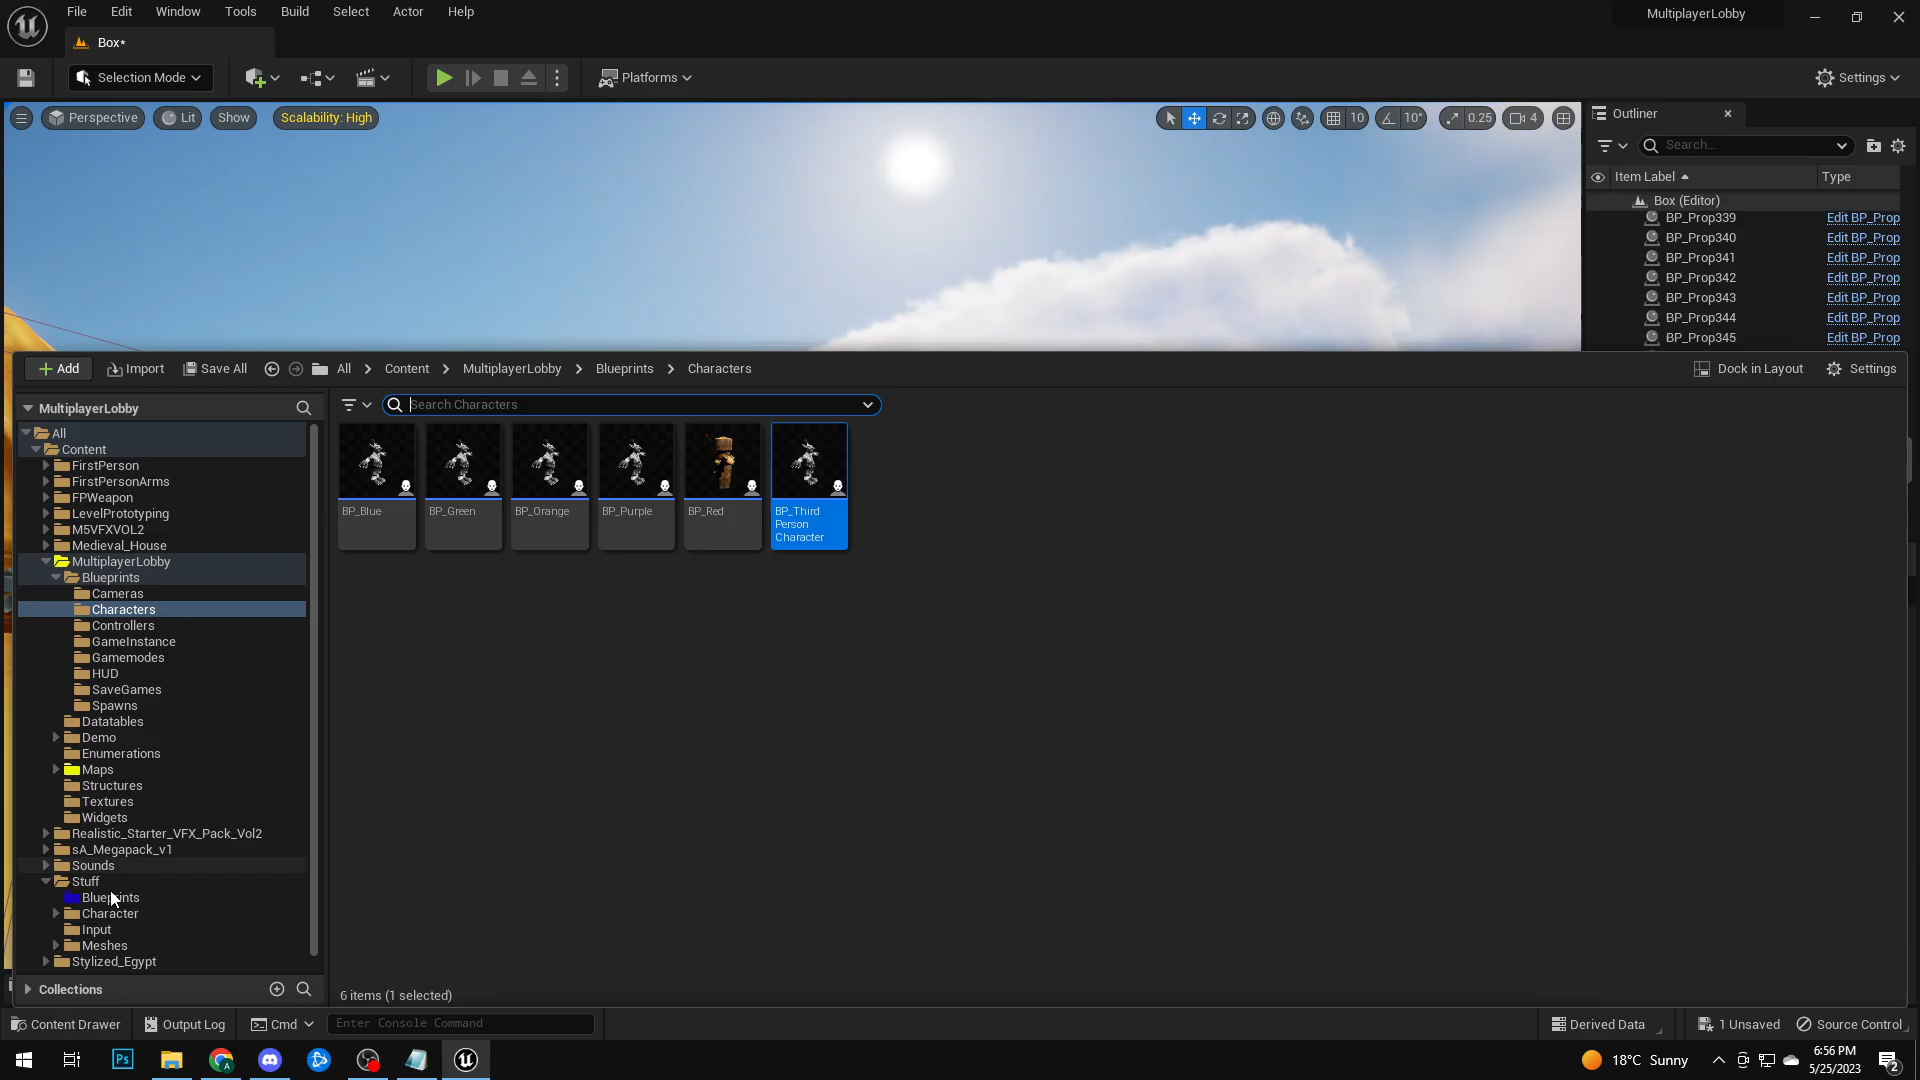 File Edit Window Tools Build Select Actor Help
MultiplayerLobby
Box*
Selection Mode
Platforms
Settings
Perspective
Lit
Show
Scalability: High
10
10°
0.25
4
Outliner
Search...
Item Label
Type
Box (Editor)
BP_Prop339 Edit BP_Prop
BP_Prop340 Edit BP_Prop
BP_Prop341 Edit BP_Prop
BP_Prop342 Edit BP_Prop
BP_Prop343 Edit BP_Prop
BP_Prop344 Edit BP_Prop
BP_Prop345 Edit BP_Prop
Add
Import
Save All
All > Content > MultiplayerLobby > Blueprints > Characters
Dock in Layout
Settings
MultiplayerLobby
Search Characters
All
Content
FirstPerson
FirstPersonArms
FPWeapon
LevelPrototyping
M5VFXVOL2
Medieval_House
MultiplayerLobby
Blueprints
Cameras
Characters
Controllers
GameInstance
Gamemodes
HUD
SaveGames
Spawns
Datatables
Demo
Enumerations
Maps
Structures
Textures
Widgets
Realistic_Starter_VFX_Pack_Vol2
sA_Megapack_v1
Sounds
Stuff
Blueprints
Character
Input
Meshes
Stylized_Egypt
Collections
BP_Blue
BP_Green
BP_Orange
BP_Purple
BP_Red
BP_Third
Person
Character
6 items (1 selected)
Content Drawer
Output Log
Cmd
Enter Console Command
Derived Data
1 Unsaved
Source Control
Ps
18°C Sunny
6:56 PM
5/25/2023
2